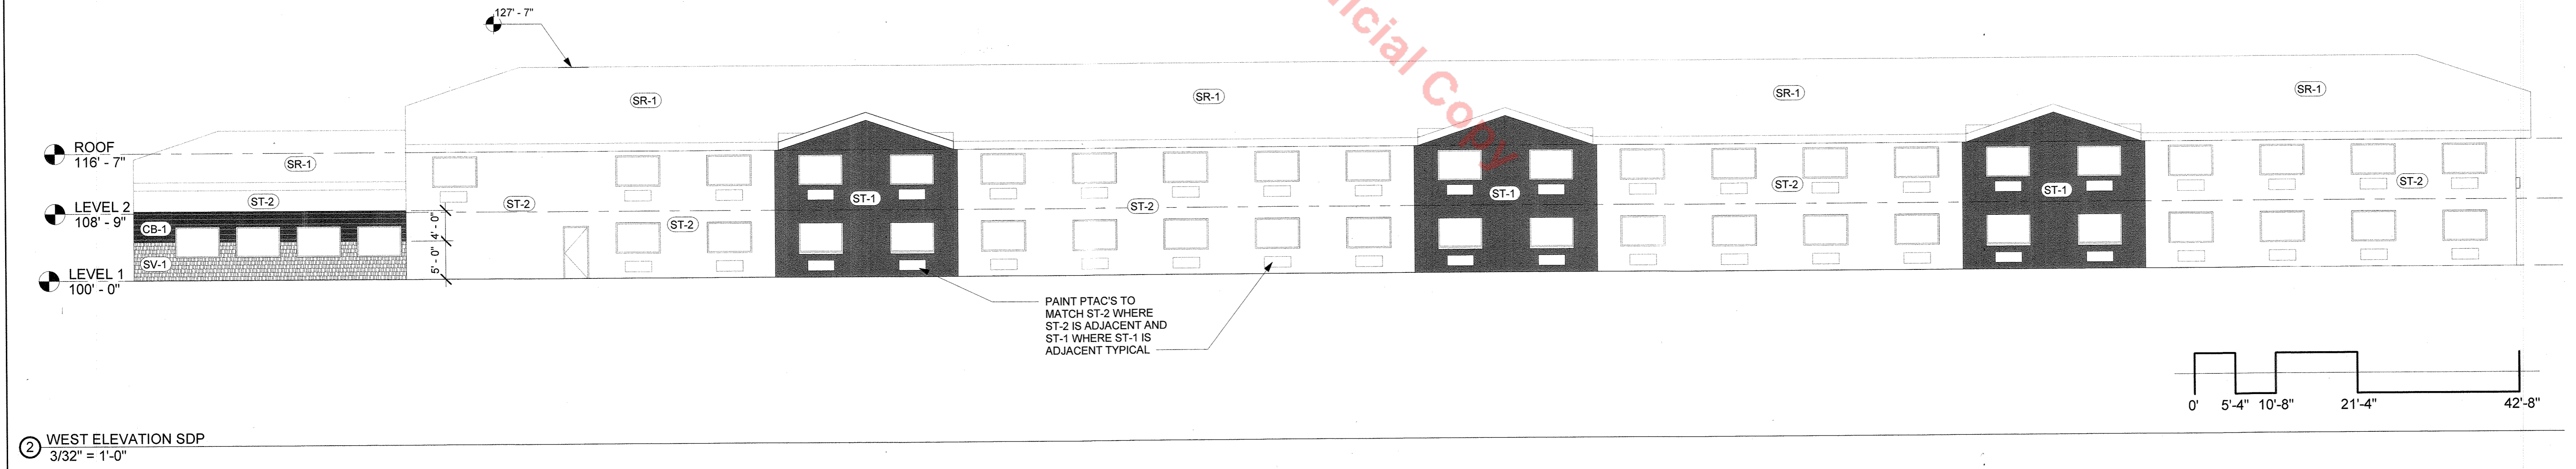 127' - 7"
icial Copy
SR-1
SR-1
SR-1
SR-1
ROOF
116' - 7"
SR-1
ST-1
ST-1
ST-1
ST-2
ST-2
LEVEL 2
108' - 9"
ST-2
ST-2
ST-2
ST-2
CB-1
4' - 0"
SV-1
5' - 0"
LEVEL 1
100' - 0"
PAINT PTAC'S TO
MATCH ST-2 WHERE
ST-2 IS ADJACENT AND
ST-1 WHERE ST-1 IS
ADJACENT TYPICAL
0' 5'-4" 10'-8" 21'-4" 42'-8"
2 WEST ELEVATION SDP
3/32" = 1'-0"